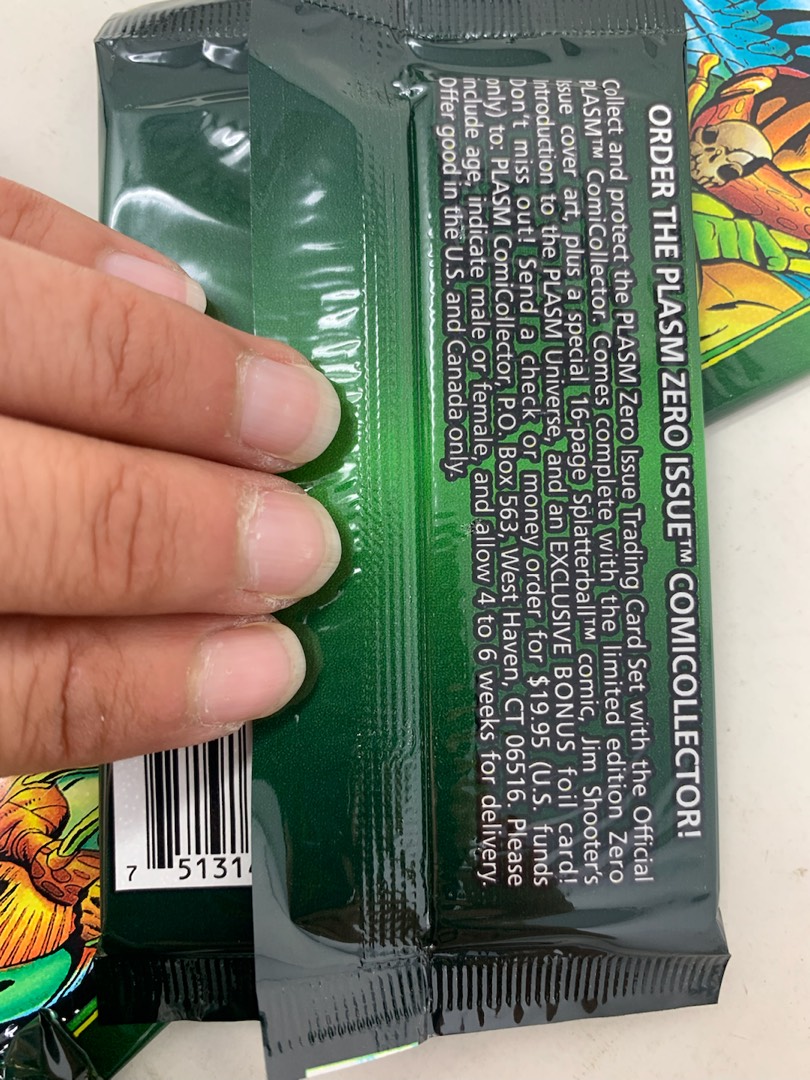 ORDER THE PLASM ZERO ISSUE™ COMICOLLECTOR!
Collect and protect the PLASM Zero Issue Trading Card Set with the Official
PLASM™ ComiCollector. Comes complete with the limited edition Zero
Issue cover art, plus a special 16-page Splatterball™ comic, Jim Shooter's
Introduction to the PLASM Universe, and an EXCLUSIVE BONUS foil card!
Don't miss out! Send a check or money order for $19.95 (U.S. funds
only) to: PLASM ComiCollector, P.O. Box 563, West Haven, CT 06516. Please
include age, indicate male or female, and allow 4 to 6 weeks for delivery.
Offer good in the U.S. and Canada only.
7 5131